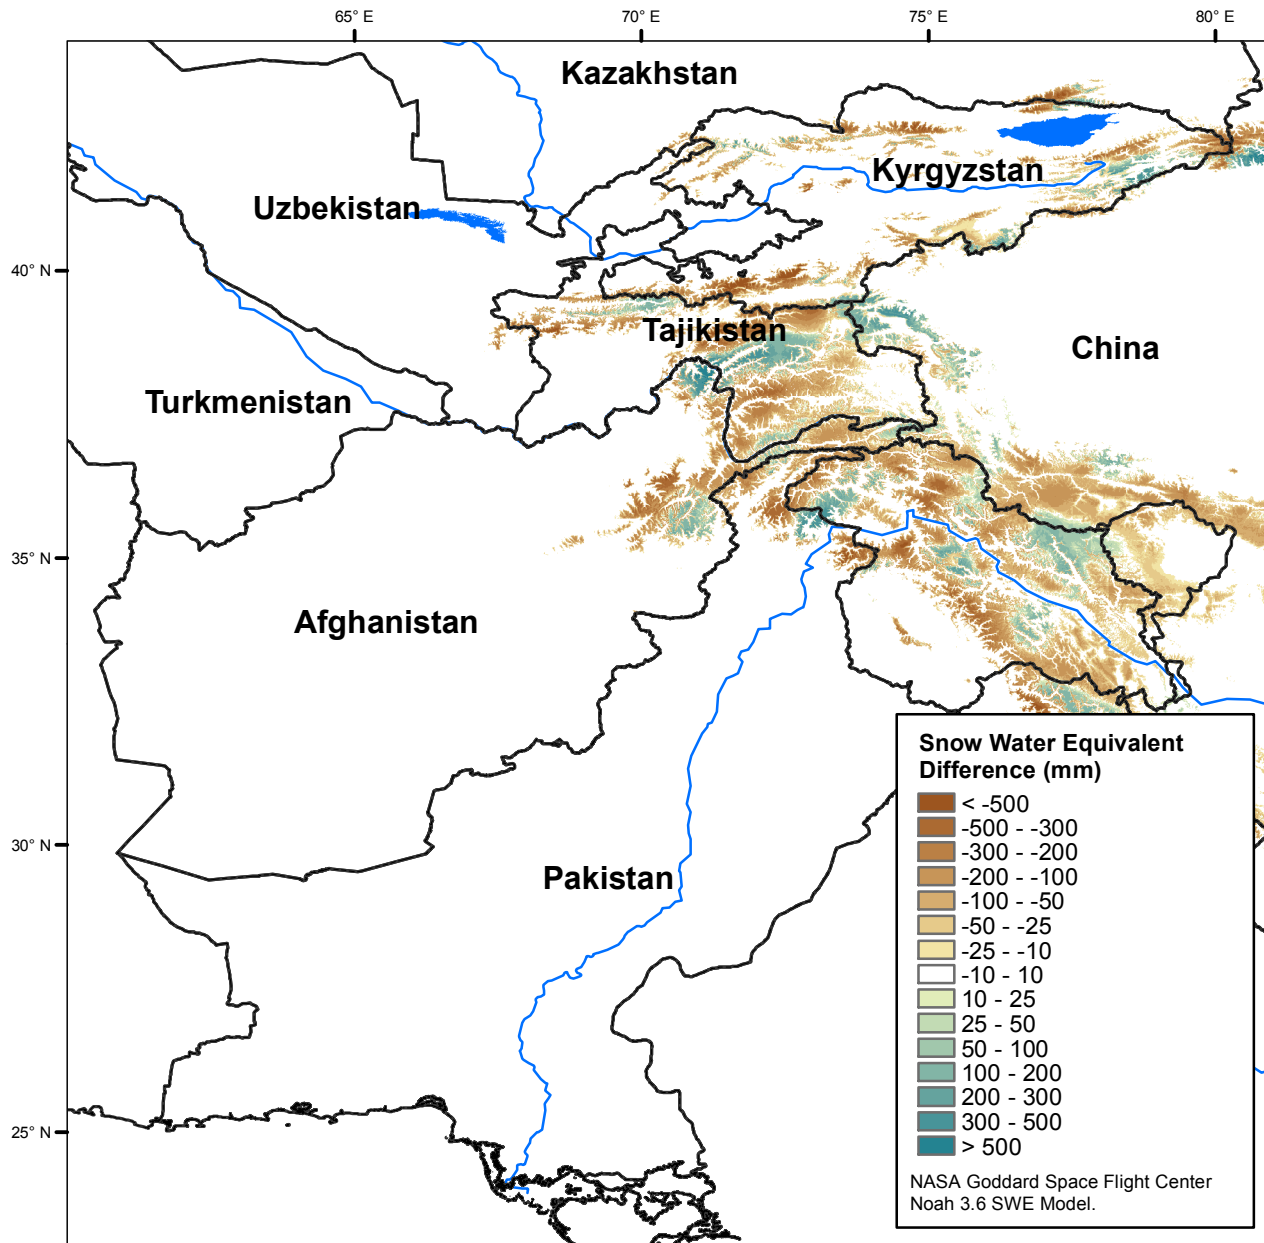 65° E
70° E
75° E
80° E
Kazakhstan
Kyrgyzstan
Uzbekistan
40° N
Tajikistan
China
Turkmenistan
35° N
Afghanistan
Snow Water Equivalent
Difference (mm)
< -500
-500 - -300
-300 - -200
-200 - -100
-100 - -50
-50 - -25
-25 - -10
-10 - 10
10 - 25
25 - 50
50 - 100
100 - 200
200 - 300
300 - 500
> 500
NASA Goddard Space Flight Center
Noah 3.6 SWE Model.
30° N
Pakistan
25° N